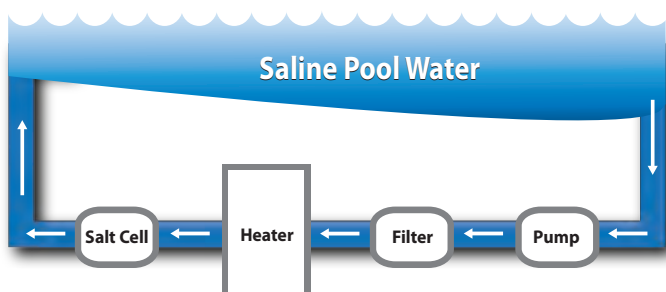 Saline Pool Water
Salt Cell
Heater
Filter
Pump